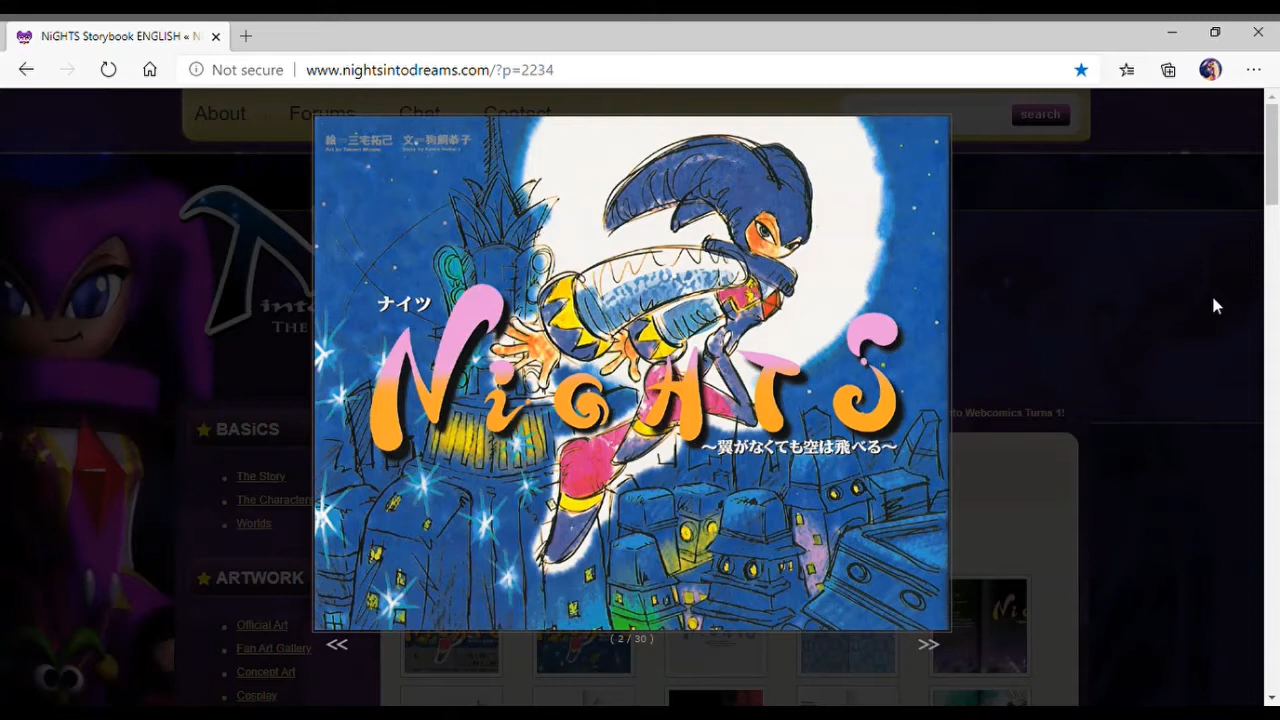 NiGHTS Storybook ENGLISH « N
Not secure
www.nightsintodreams.com/?p=2234
About
Forums
Chat
Contact
search
絵＝三宅拓己 文＝狗飼恭子
ナイツ
NiGHTS
～翼がなくても空は飛べる～
into
THE
to Webcomics Turns 1!
BASiCS
The Story
The Characters
Worlds
ARTWORK
Official Art
Fan Art Gallery
Concept Art
Cosplay
<<
( 2 / 30 )
>>